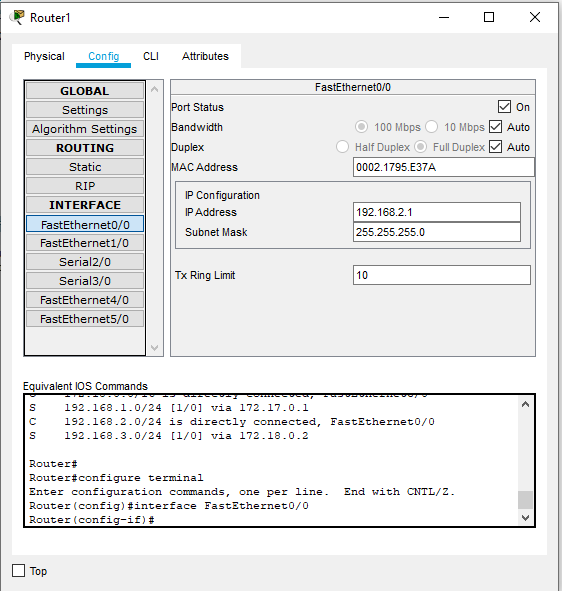 Router1
Physical Config CLI Attributes
GLOBAL
Settings
Algorithm Settings
ROUTING
Static
RIP
INTERFACE
FastEthernet0/0
FastEthernet1/0
Serial2/0
Serial3/0
FastEthernet4/0
FastEthernet5/0
FastEthernet0/0
Port Status On
Bandwidth 100 Mbps 10 Mbps Auto
Duplex Half Duplex Full Duplex Auto
MAC Address 0002.1795.E37A
IP Configuration
IP Address 192.168.2.1
Subnet Mask 255.255.255.0
Tx Ring Limit 10
Equivalent IOS Commands
is directly connected,
S 192.168.1.0/24 [1/0] via 172.17.0.1
C 192.168.2.0/24 is directly connected, FastEthernet0/0
S 192.168.3.0/24 [1/0] via 172.18.0.2
Router#
Router#configure terminal
Enter configuration commands, one per line. End with CNTL/Z.
Router(config)#interface FastEthernet0/0
Router(config-if)#
Top